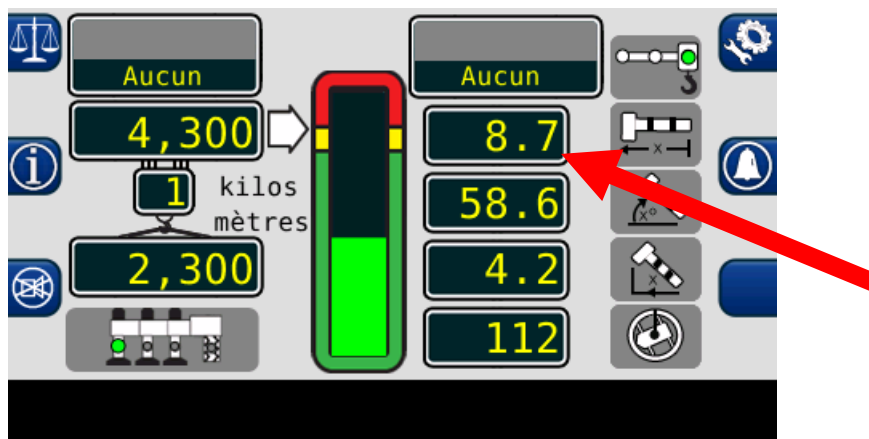 Aucun
4,300
1
kilos
mètres
2,300
Aucun
8.7
x
58.6
x°
4.2
x
112